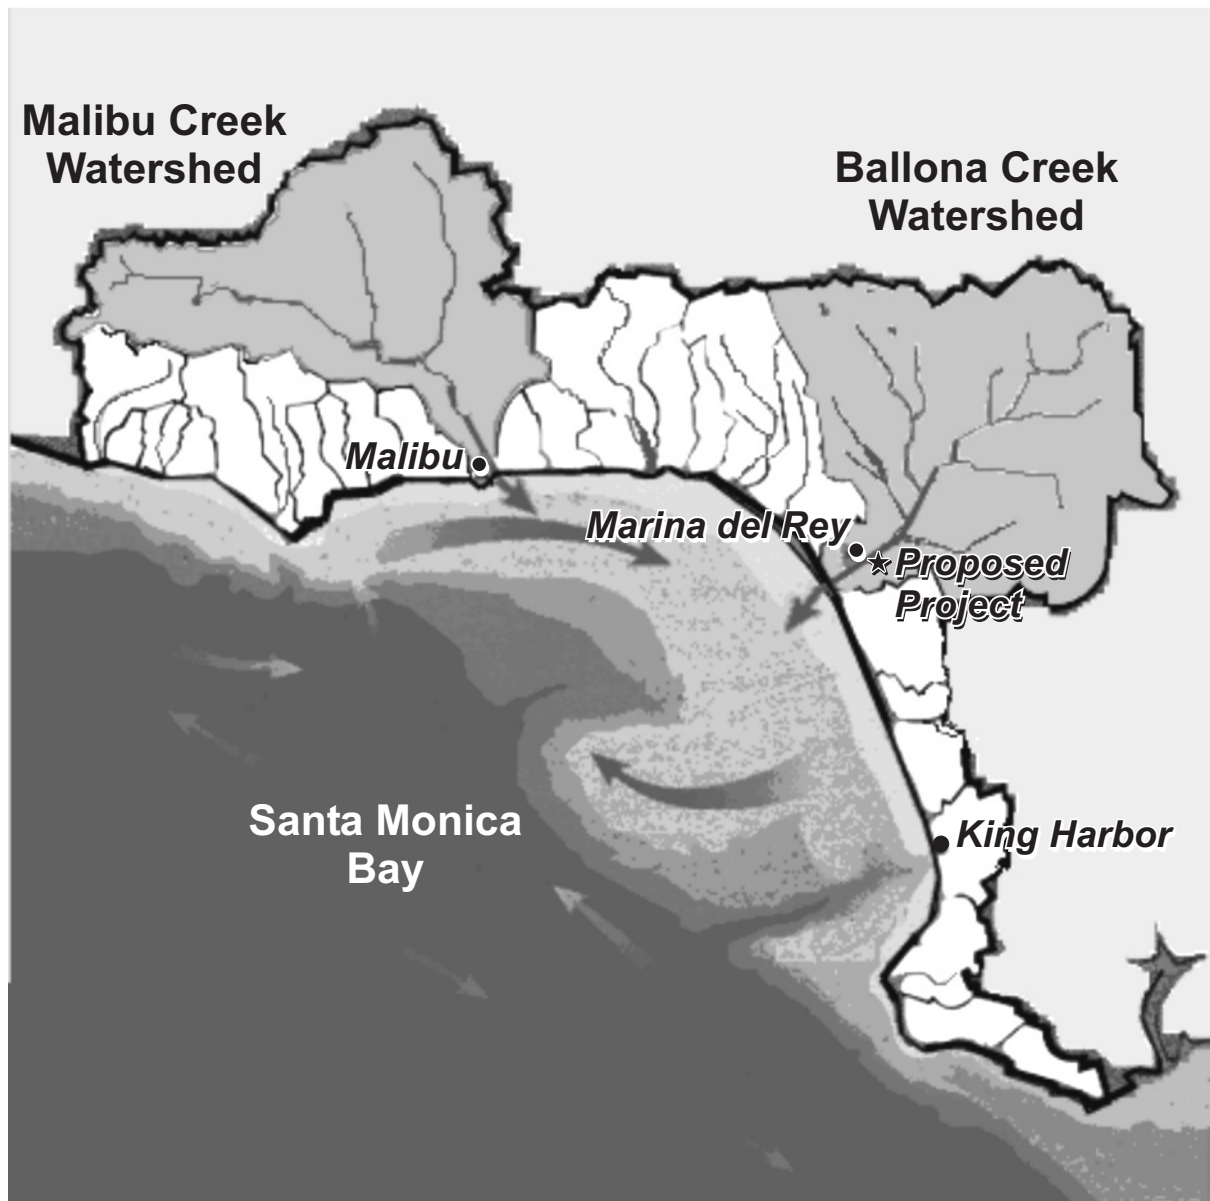 Malibu Creek
Watershed
Ballona Creek
Watershed
Malibu
Marina del Rey
Proposed
Project
Santa Monica
Bay
King Harbor